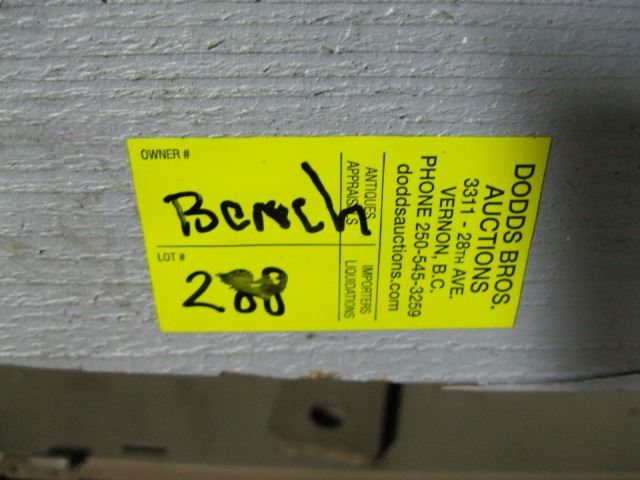 OWNER #
Bench
LOT #
288
ANTIQUES
APPRAISALS
IMPORTERS
LIQUIDATIONS
DODDS BROS.
AUCTIONS
3311 - 28TH AVE.
VERNON, B.C.
PHONE 250-545-3259
doddsauctions.com